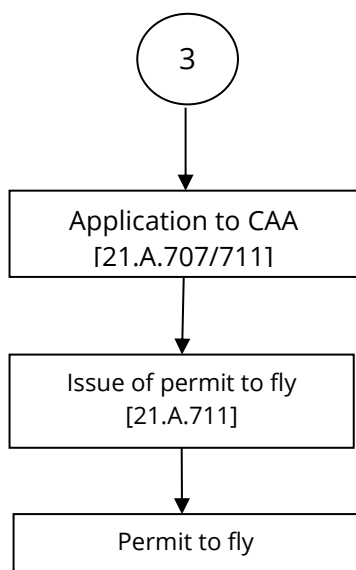 3
Application to CAA
[21.A.707/711]
Issue of permit to fly
[21.A.711]
Permit to fly